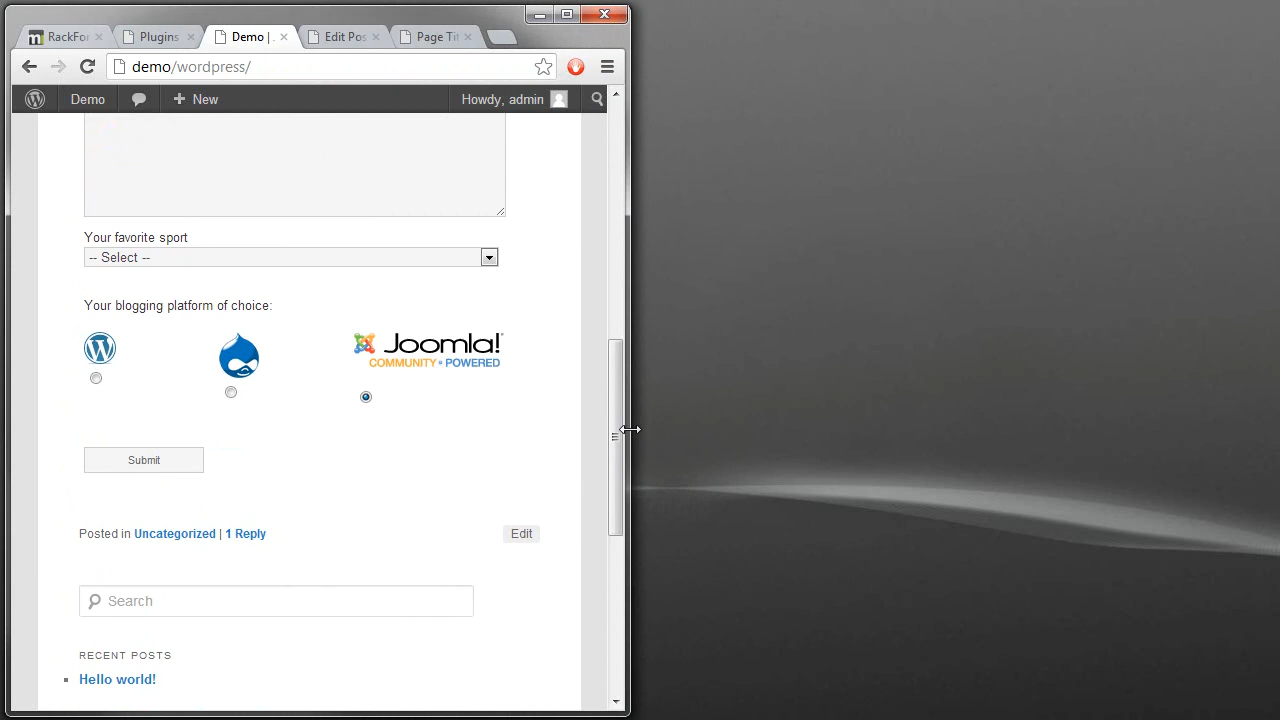 RackFor
Plugins
Demo |
Edit Pos
Page Tit
demo/wordpress/
Demo
New
Howdy, admin
Your favorite sport
-- Select --
Your blogging platform of choice:
Joomla!
COMMUNITY • POWERED
Submit
Posted in Uncategorized | 1 Reply
Edit
Search
RECENT POSTS
Hello world!